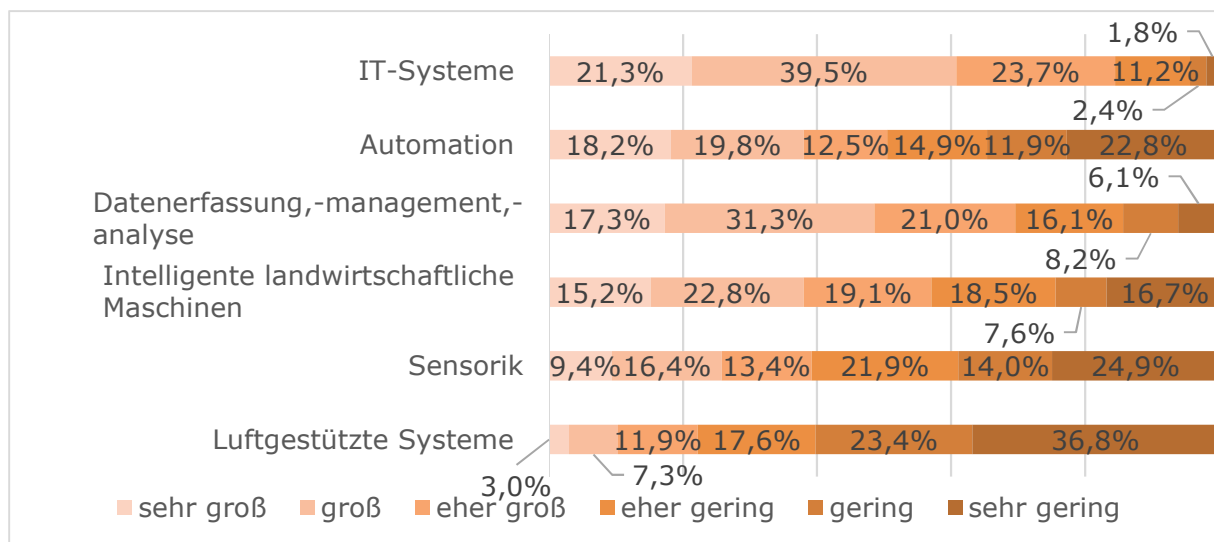 1,8%
IT-Systeme 21,3% 39,5% 23,7% 11,2%
2,4%
Automation 18,2% 19,8% 12,5% 14,9% 11,9% 22,8%
6,1%
Datenerfassung,-management,-
analyse 17,3% 31,3% 21,0% 16,1%
8,2%
Intelligente landwirtschaftliche
Maschinen 15,2% 22,8% 19,1% 18,5% 16,7%
7,6%
Sensorik 9,4% 16,4% 13,4% 21,9% 14,0% 24,9%
Luftgestützte Systeme 11,9% 17,6% 23,4% 36,8%
3,0% 7,3%
sehr groß groß eher groß eher gering gering sehr gering